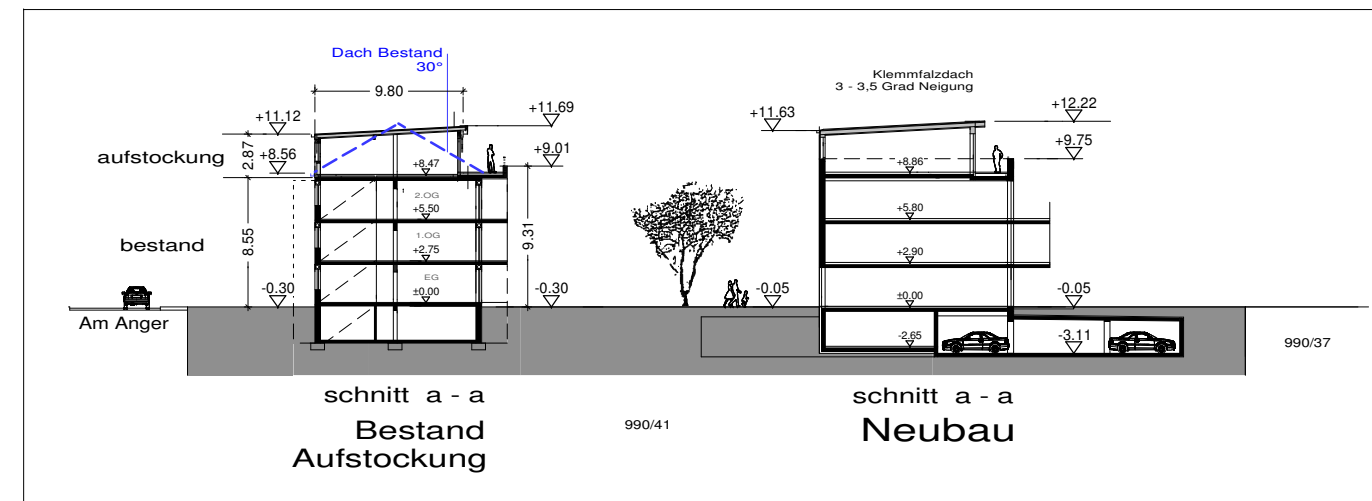 Dach Bestand
30°
9.80
+11.12
+11.69
aufstockung
2.87
+8.56
+8.47
+9.01
2.OG
+5.50
1.OG
+2.75
bestand
8.55
9.31
EG
±0.00
-0.30
-0.30
Am Anger
schnitt a - a
Bestand
Aufstockung
990/41
Klemmfalzdach
3 - 3,5 Grad Neigung
+11.63
+12.22
+9.75
+8.86
+5.80
+2.90
-0.05
±0.00
-0.05
-2.65
-3.11
990/37
schnitt a - a
Neubau